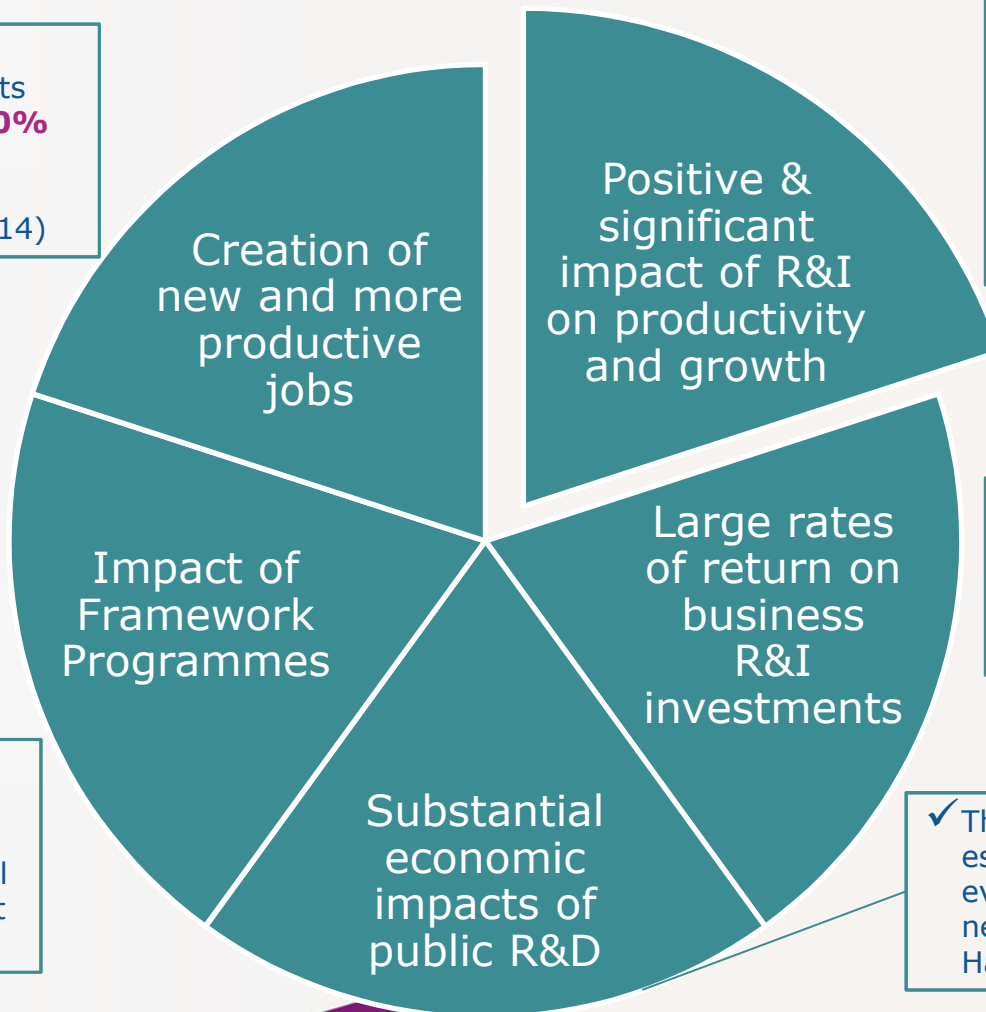 14)
Creation of
new and more
productive
jobs
Positive &
significant
impact of R&I
on productivity
and growth
Impact of
Framework
Programmes
Large rates
of return on
business
R&I
investments
Substantial
economic
impacts of
public R&D